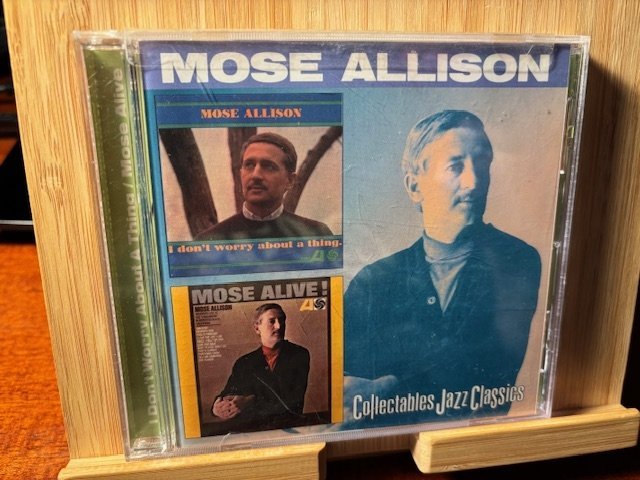 MOSE ALLISON
MOSE ALLISON
I don't worry about a thing.
MOSE ALIVE!
MOSE ALLISON
Collectables Jazz Classics
I Don't Worry About A Thing / Mose Alive